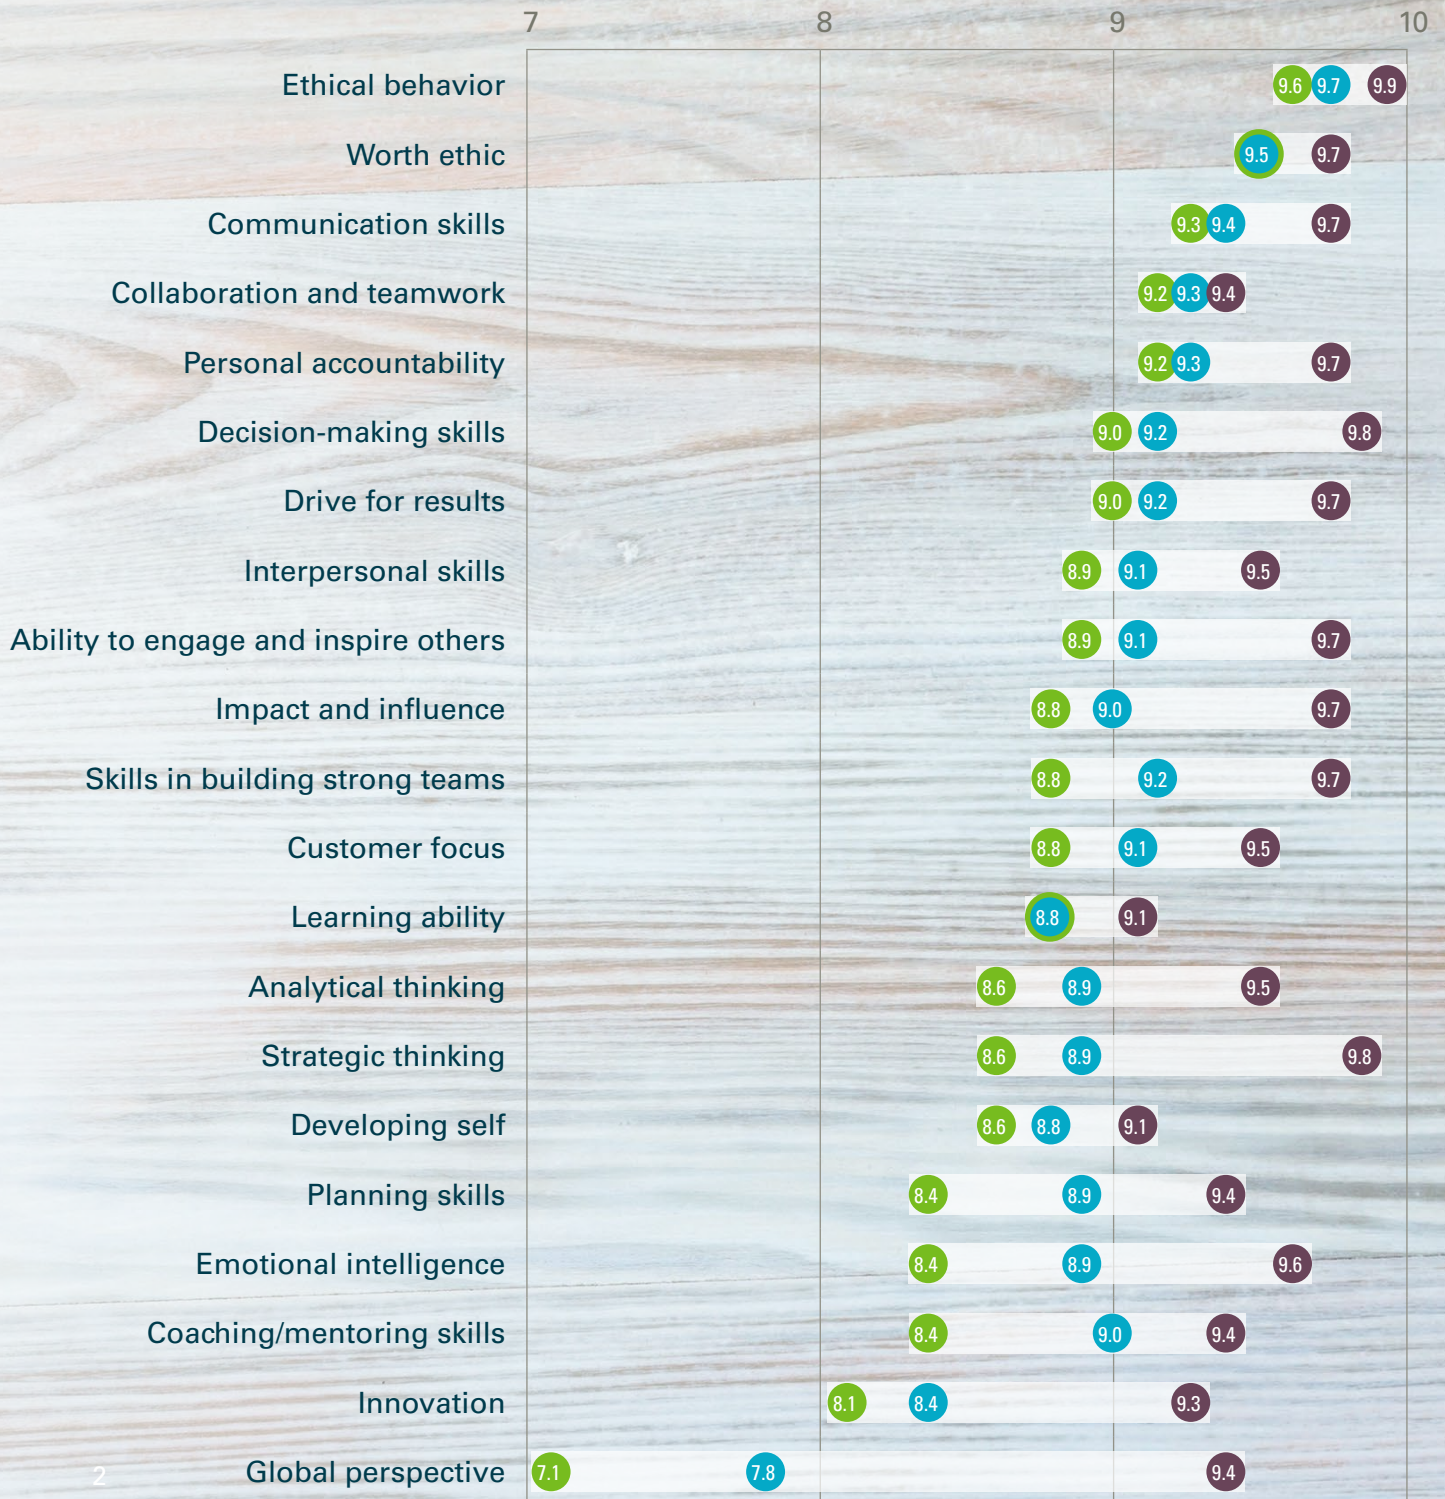 7 8 9 10
Ethical behavior 9.6 9.7 9.9
Worth ethic 9.5 9.7
Communication skills 9.3 9.4 9.7
Collaboration and teamwork 9.2 9.3 9.4
Personal accountability 9.2 9.3 9.7
Decision-making skills 9.0 9.2 9.8
Drive for results 9.0 9.2 9.7
Interpersonal skills 8.9 9.1 9.5
Ability to engage and inspire others 8.9 9.1 9.7
Impact and influence 8.8 9.0 9.7
Skills in building strong teams 8.8 9.2 9.7
Customer focus 8.8 9.1 9.5
Learning ability 8.8 9.1
Analytical thinking 8.6 8.9 9.5
Strategic thinking 8.6 8.9 9.8
Developing self 8.6 8.8 9.1
Planning skills 8.4 8.9 9.4
Emotional intelligence 8.4 8.9 9.6
Coaching/mentoring skills 8.4 9.0 9.4
Innovation 8.1 8.4 9.3
2 Global perspective 7.1 7.8 9.4